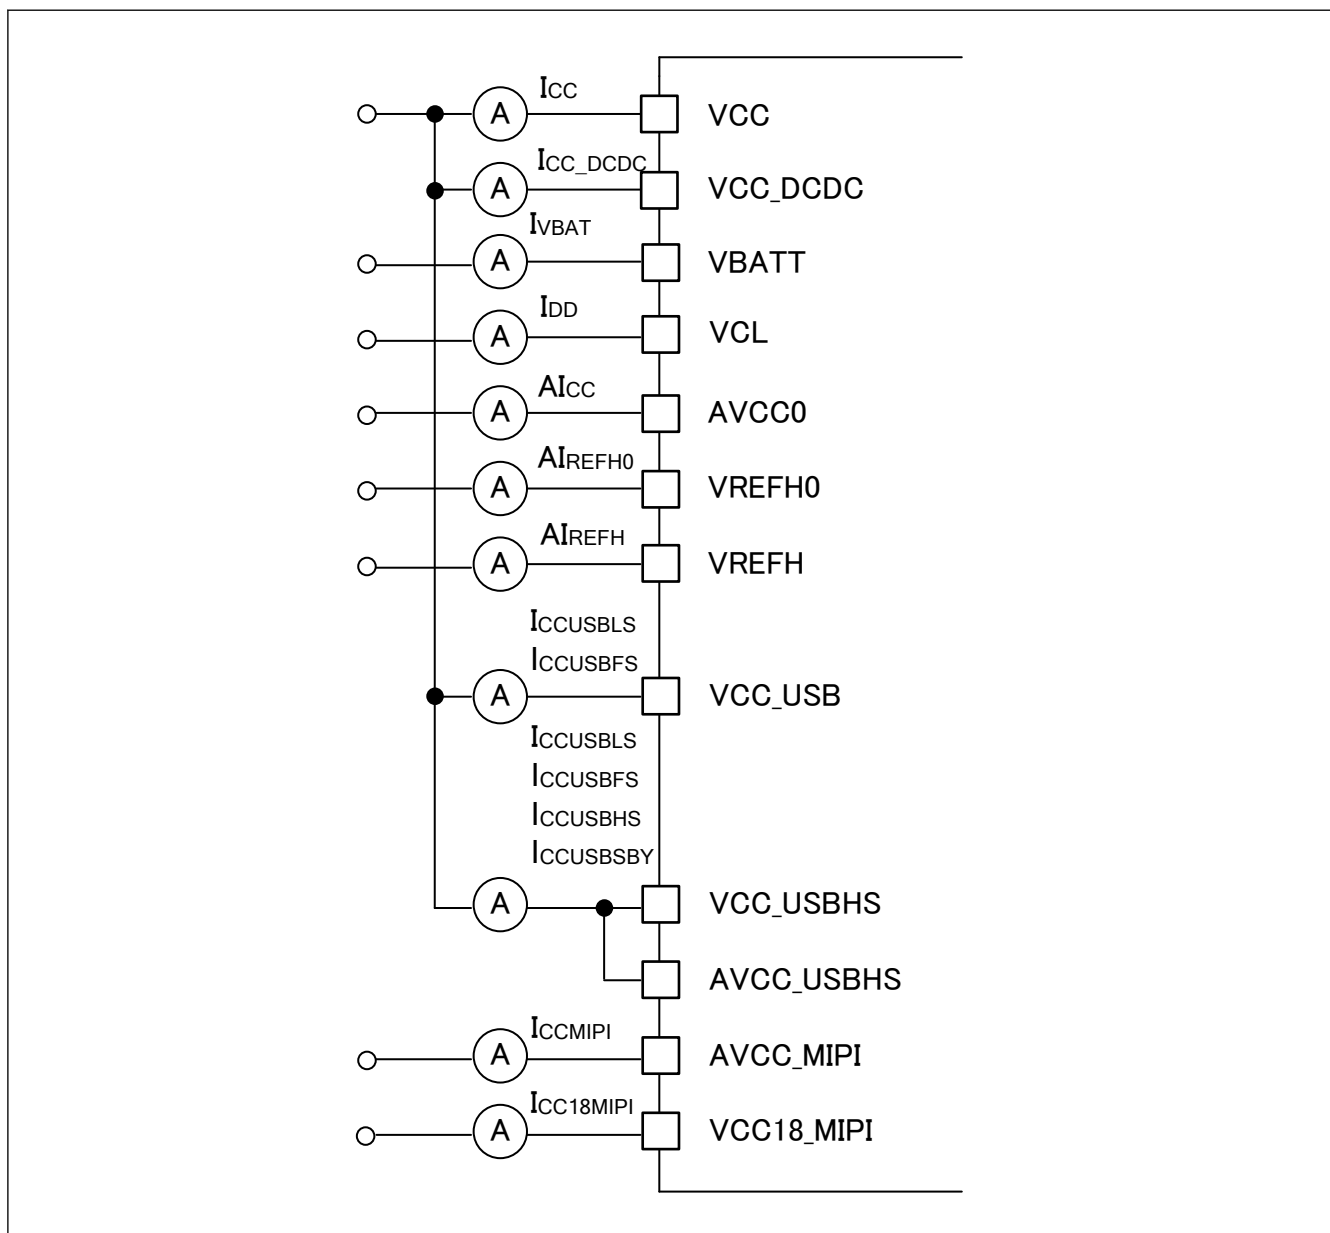 ICC
A VCC
ICC_DCDC
A VCC_DCDC
IVBAT
A VBATT
IDD
A VCL
AICC
A AVCC0
AIREFH0
A VREFH0
AIREFH
A VREFH
ICCUSBLS
ICCUSBFS
A VCC_USB
ICCUSBLS
ICCUSBFS
ICCUSBHS
ICCUSBSBY
A VCC_USBHS
AVCC_USBHS
ICCMIPI
A AVCC_MIPI
ICC18MIPI
A VCC18_MIPI